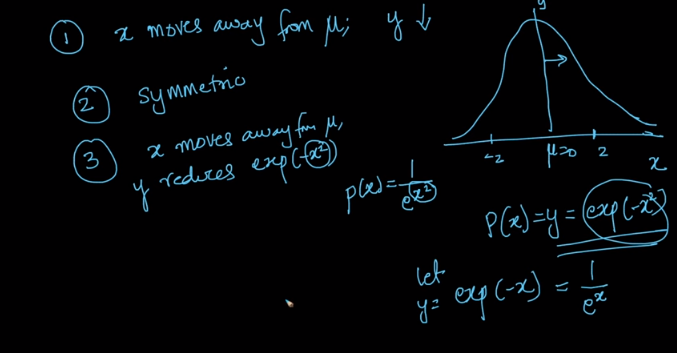 ① x moves away from μ; y ↓
② symmetric
③ x moves away from μ,
y reduces exp(-x²)
y
-2 μ=0 2 x
p(x) = 1/e^(x²)
P(x) = y = exp(-x²)
let
y = exp(-x) = 1/e^x